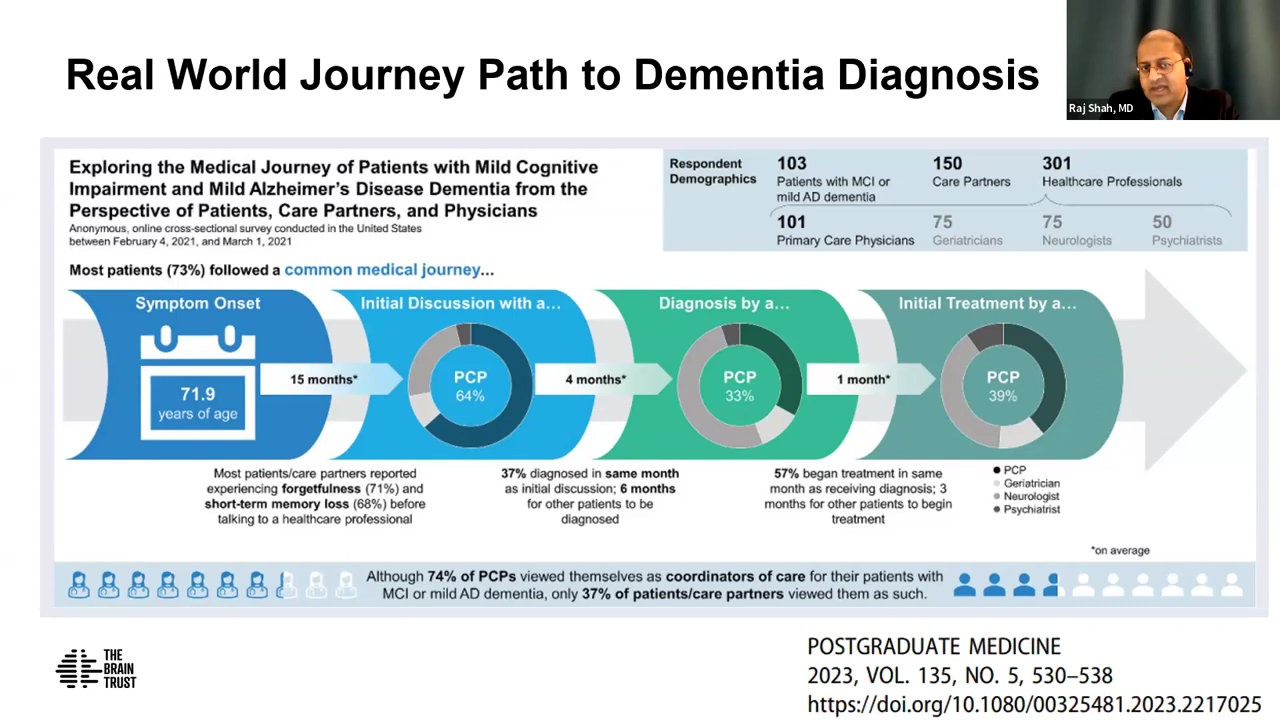 Real World Journey Path to Dementia Diagnosis
Raj Shah, MD
Exploring the Medical Journey of Patients with Mild Cognitive
Impairment and Mild Alzheimer's Disease Dementia from the
Perspective of Patients, Care Partners, and Physicians
Anonymous, online cross-sectional survey conducted in the United States
between February 4, 2021, and March 1, 2021
Respondent
Demographics
103
Patients with MCI or
mild AD dementia
150
Care Partners
301
Healthcare Professionals
101
Primary Care Physicians
75
Geriatricians
75
Neurologists
50
Psychiatrists
Most patients (73%) followed a common medical journey...
Symptom Onset
71.9
years of age
15 months*
Initial Discussion with a...
PCP
64%
4 months*
Diagnosis by a...
PCP
33%
1 month*
Initial Treatment by a...
PCP
39%
Most patients/care partners reported
experiencing forgetfulness (71%) and
short-term memory loss (68%) before
talking to a healthcare professional
37% diagnosed in same month
as initial discussion; 6 months
for other patients to be
diagnosed
57% began treatment in same
month as receiving diagnosis; 3
months for other patients to begin
treatment
PCP
Geriatrician
Neurologist
Psychiatrist
*on average
Although 74% of PCPs viewed themselves as coordinators of care for their patients with
MCI or mild AD dementia, only 37% of patients/care partners viewed them as such.
THE
BRAIN
TRUST
POSTGRADUATE MEDICINE
2023, VOL. 135, NO. 5, 530–538
https://doi.org/10.1080/00325481.2023.2217025